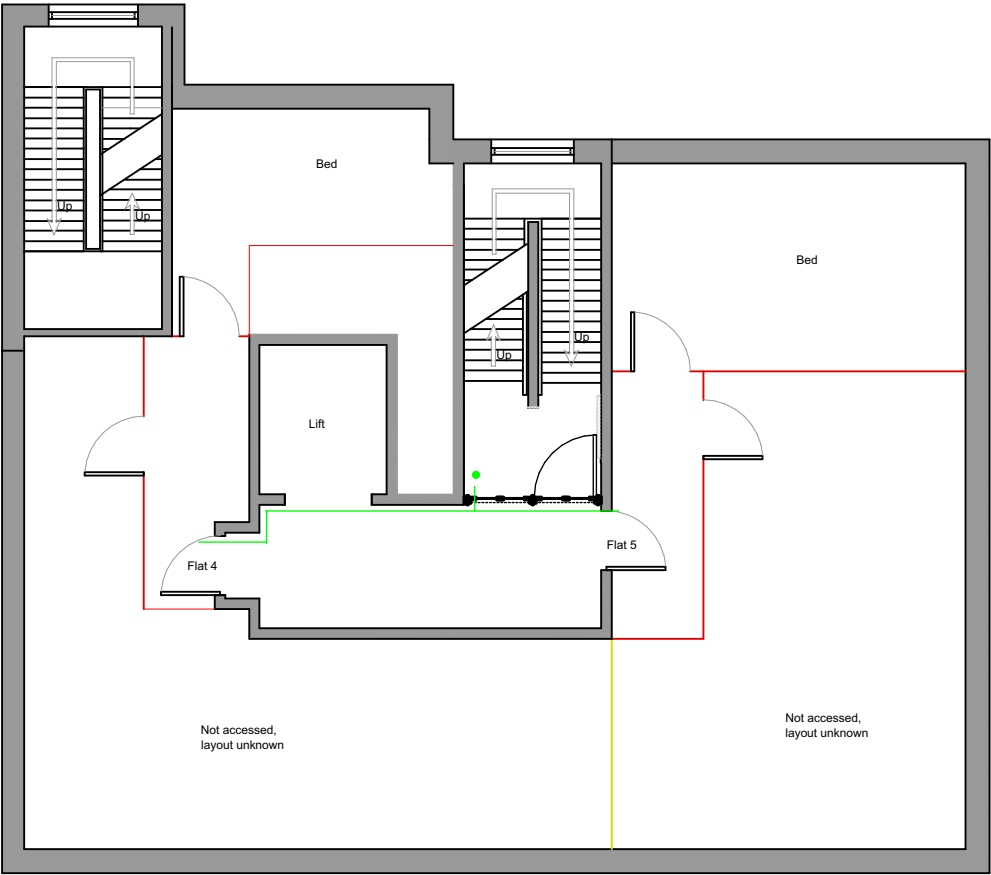 Bed
Up
Up
Bed
Up
Up
Lift
Flat 5
Flat 4
Not accessed,
layout unknown
Not accessed,
layout unknown